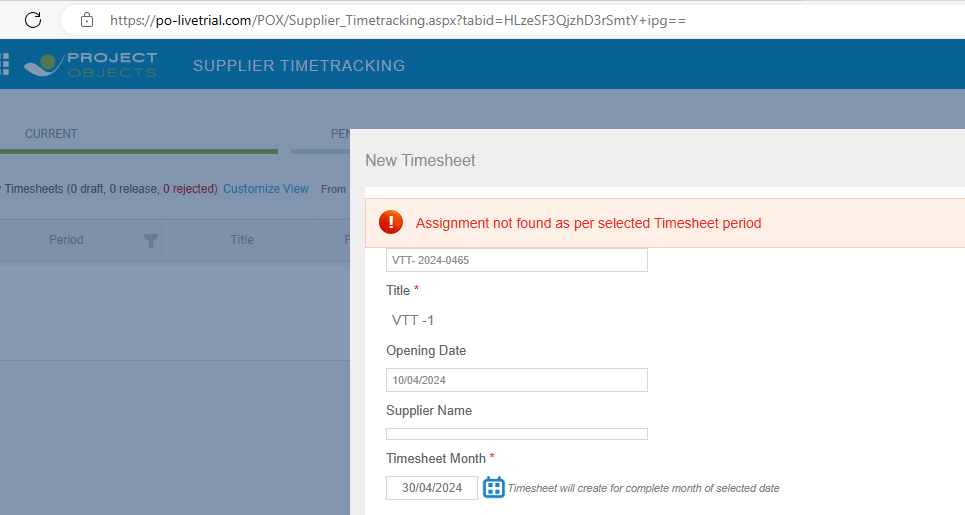 https://po-livetrial.com/POX/Supplier_Timetracking.aspx?tabid=HLzeSF3QjzhD3rSmtY+ipg==
PROJECT
OBJECTS
SUPPLIER TIMETRACKING
CURRENT
PEN
New Timesheet
Timesheets (0 draft, 0 release, 0 rejected) Customize View From
Assignment not found as per selected Timesheet period
Period
Title
VTT- 2024-0465
Title *
VTT -1
Opening Date
10/04/2024
Supplier Name
Timesheet Month *
30/04/2024
Timesheet will create for complete month of selected date